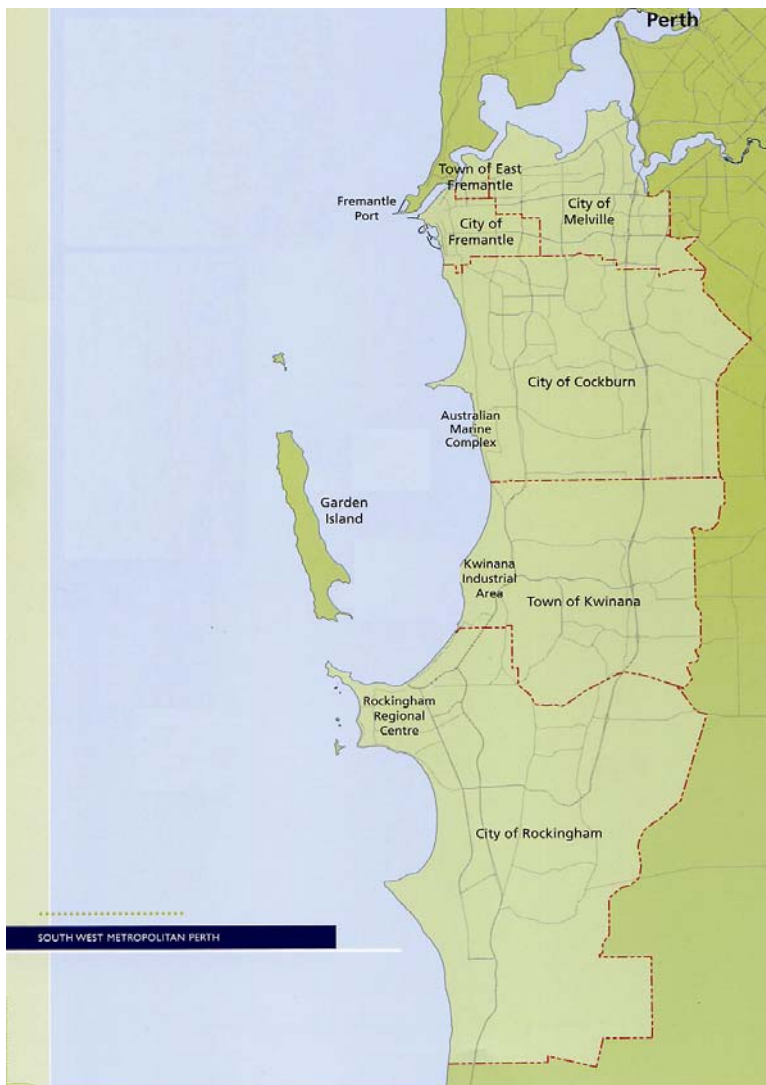 Perth
Town of East
Fremantle
Fremantle
Port
City of
Melville
City of
Fremantle
City of Cockburn
Australian
Marine
Complex
Garden
Island
Kwinana
Industrial
Area
Town of Kwinana
Rockingham
Regional
Centre
City of Rockingham
SOUTH WEST METROPOLITAN PERTH